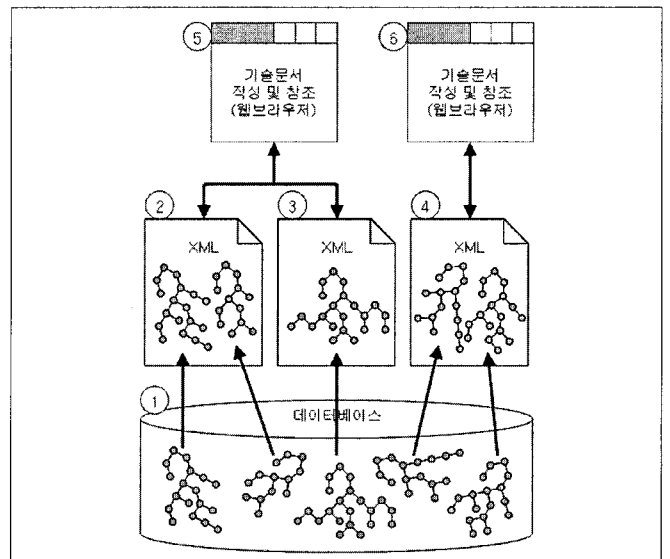 ⑤
⑥
기술문서
작성 및 창조
(웹브라우저)
기술문서
작성 및 창조
(웹브라우저)
②
③
④
XML
XML
XML
①
데이터베이스